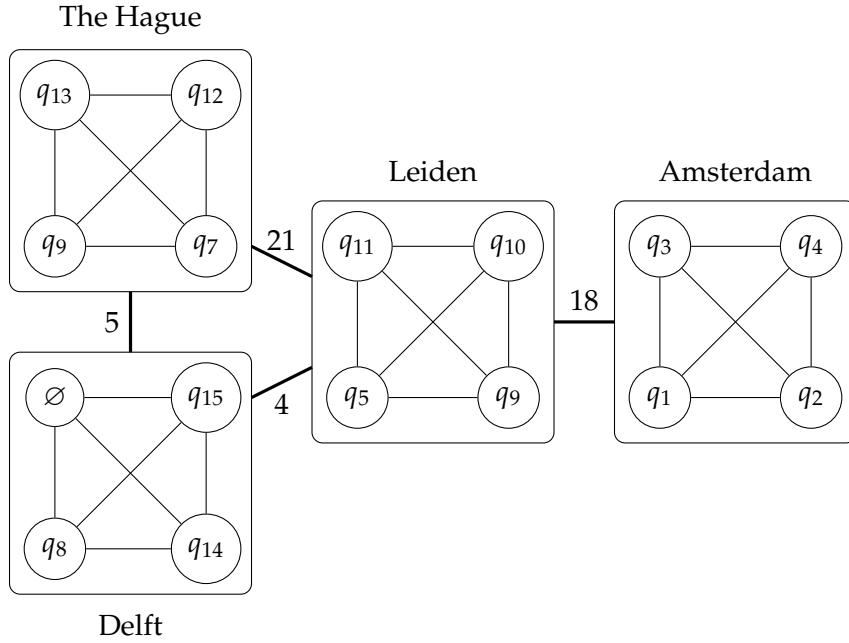 The Hague
q13 q12
q9 q7
21
5
Leiden
q11 q10
q5 q9
18
Amsterdam
q3 q4
q1 q2
∅ q15
q8 q14
4
Delft